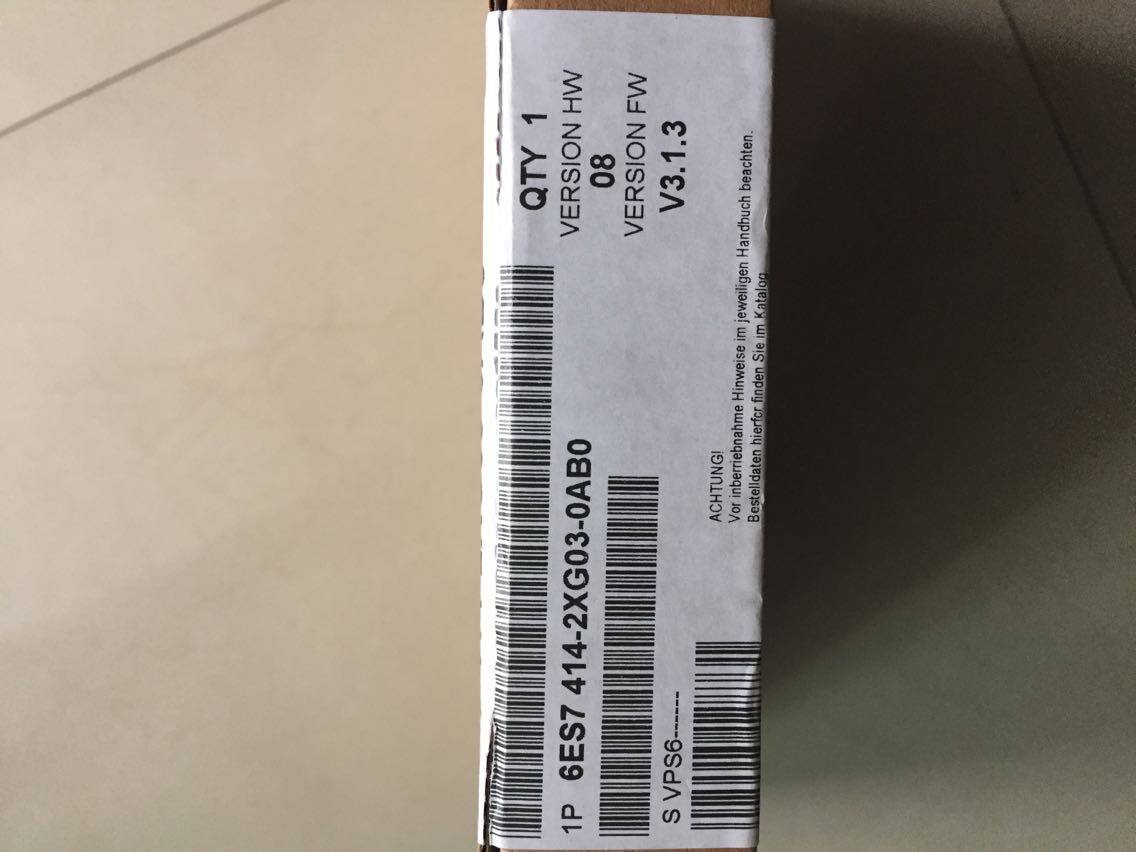 QTY 1
VERSION HW
08
VERSION FW
V3.1.3
1P 6ES7 414-2XG03-0AB0
S VPS6------
ACHTUNG!
Vor inberriebnahme Hinweise im jeweiligen Handbuch beachten.
Bestelldaten hierfcr finden Sie im Katalog